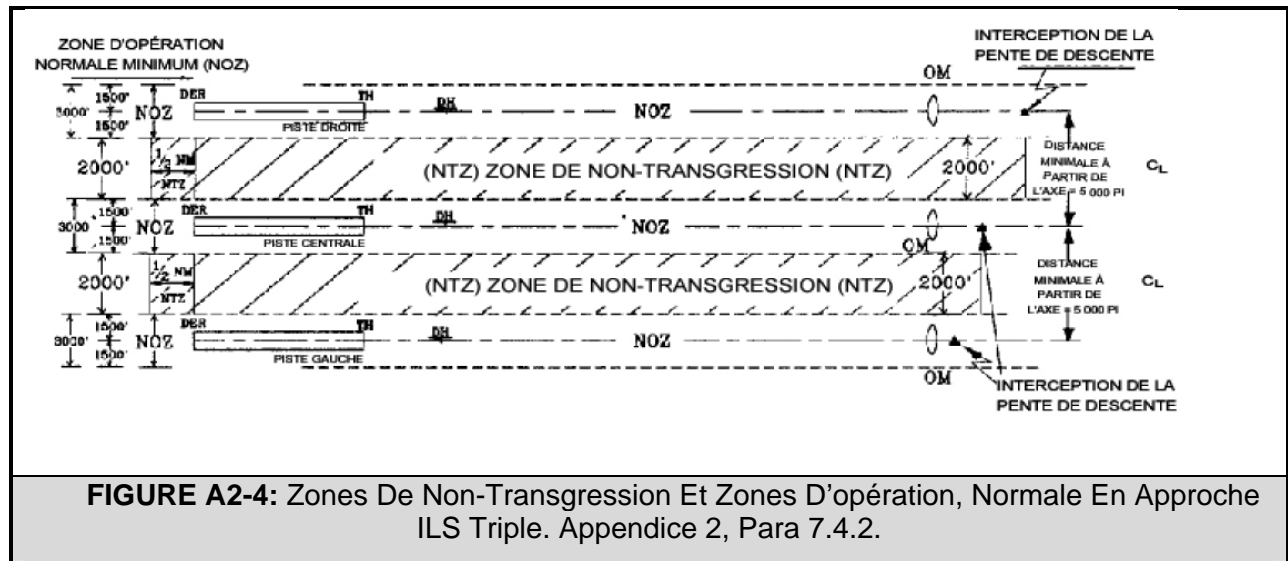 ZONE D'OPÉRATION
NORMALE MINIMUM (NOZ)
INTERCEPTION DE LA
PENTE DE DESCENTE
OM
3000'
1500'
1500'
NOZ
DER
TH
DH
NOZ
PISTE DROITE
2000'
1/2 NM
NTZ
(NTZ) ZONE DE NON-TRANSGRESSION (NTZ)
2000'
DISTANCE
MINIMALE À
PARTIR DE
L'AXE = 5 000 PI
CL
3000
1500'
1500'
NOZ
DER
TH
DH
NOZ
PISTE CENTRALE
OM
2000'
1/2 NM
NTZ
(NTZ) ZONE DE NON-TRANSGRESSION (NTZ)
2000'
DISTANCE
MINIMALE À
PARTIR DE
L'AXE = 5 000 PI
CL
3000'
1500'
1500'
NOZ
DER
TH
DH
NOZ
PISTE GAUCHE
OM
INTERCEPTION DE LA
PENTE DE DESCENTE
FIGURE A2-4: Zones De Non-Transgression Et Zones D'opération, Normale En Approche
ILS Triple. Appendice 2, Para 7.4.2.